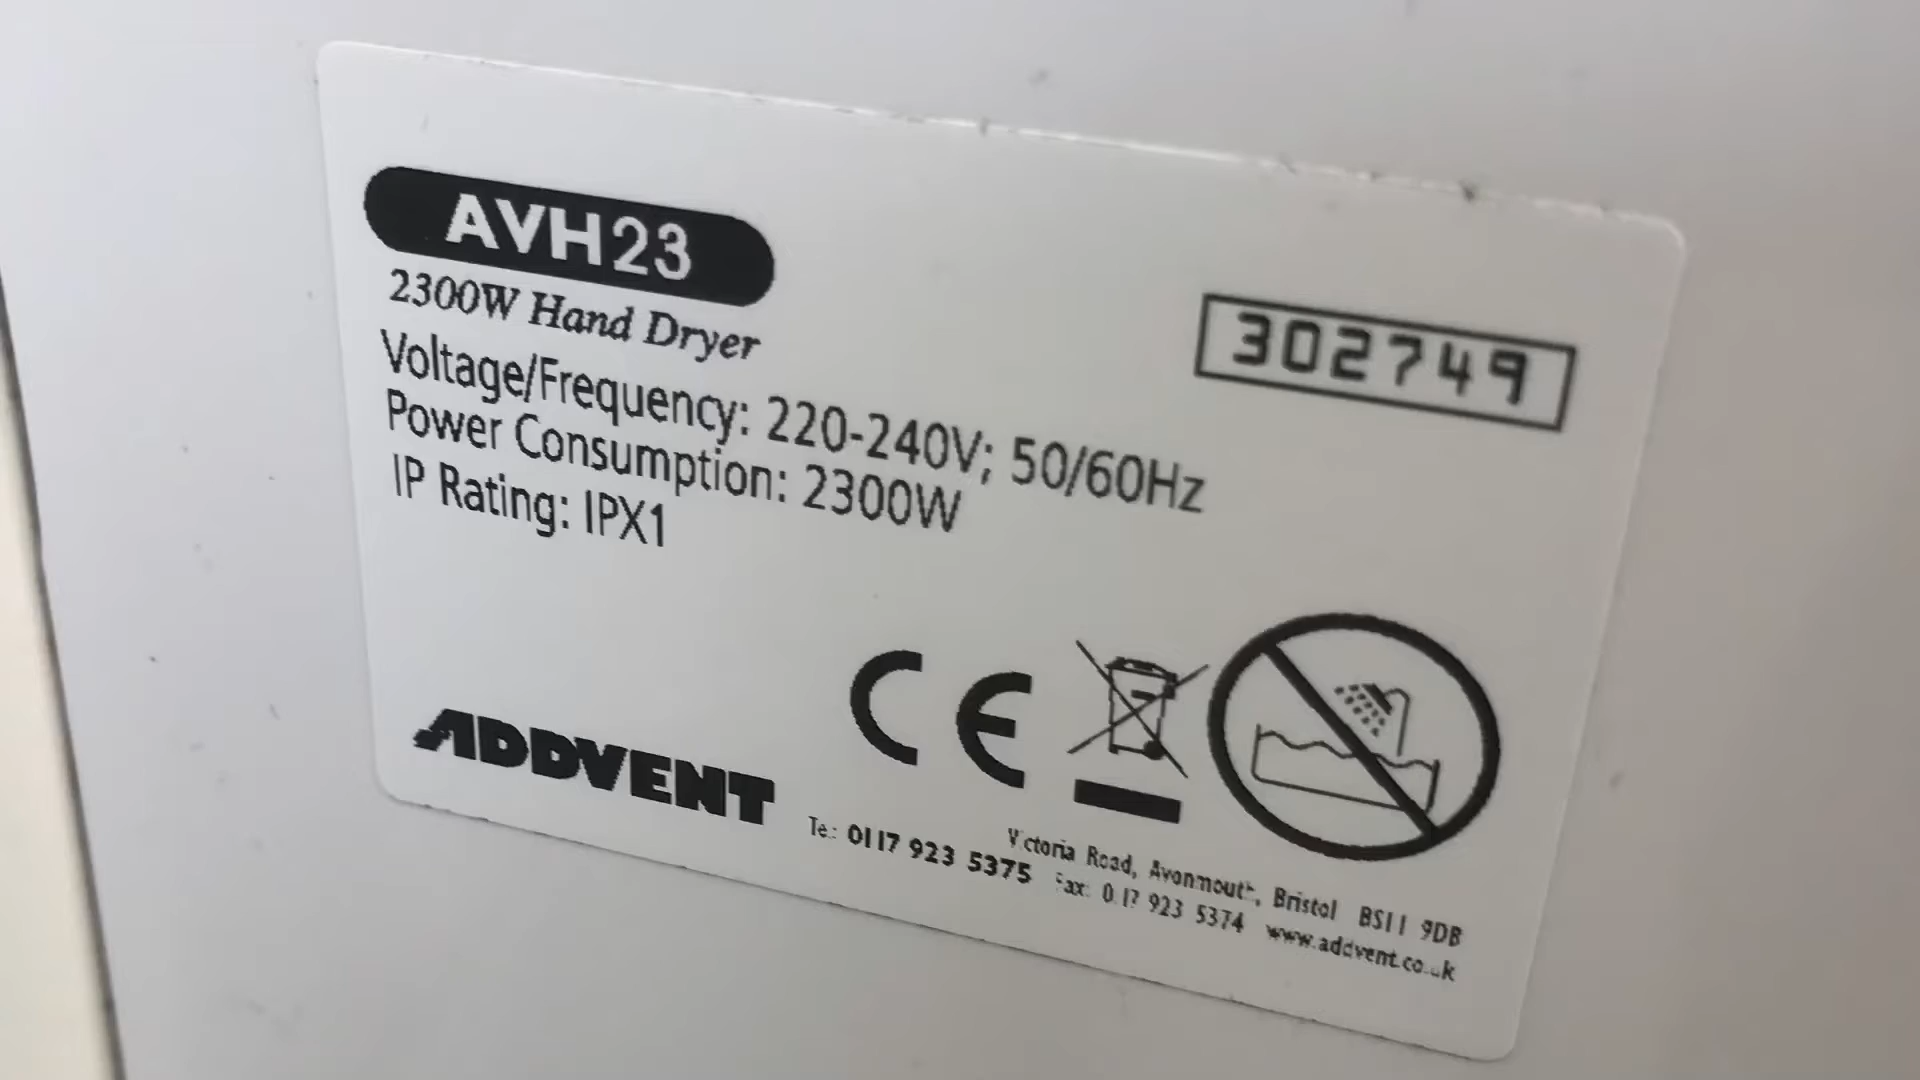 AVH23
2300W Hand Dryer
302749
Voltage/Frequency: 220-240V; 50/60Hz
Power Consumption: 2300W
IP Rating: IPX1
CE
ADDVENT
Victoria Road, Avonmouth, Bristol BS11 9DB
Tel: 0117 923 5375 Fax: 0117 923 5374 www.addvent.co.uk